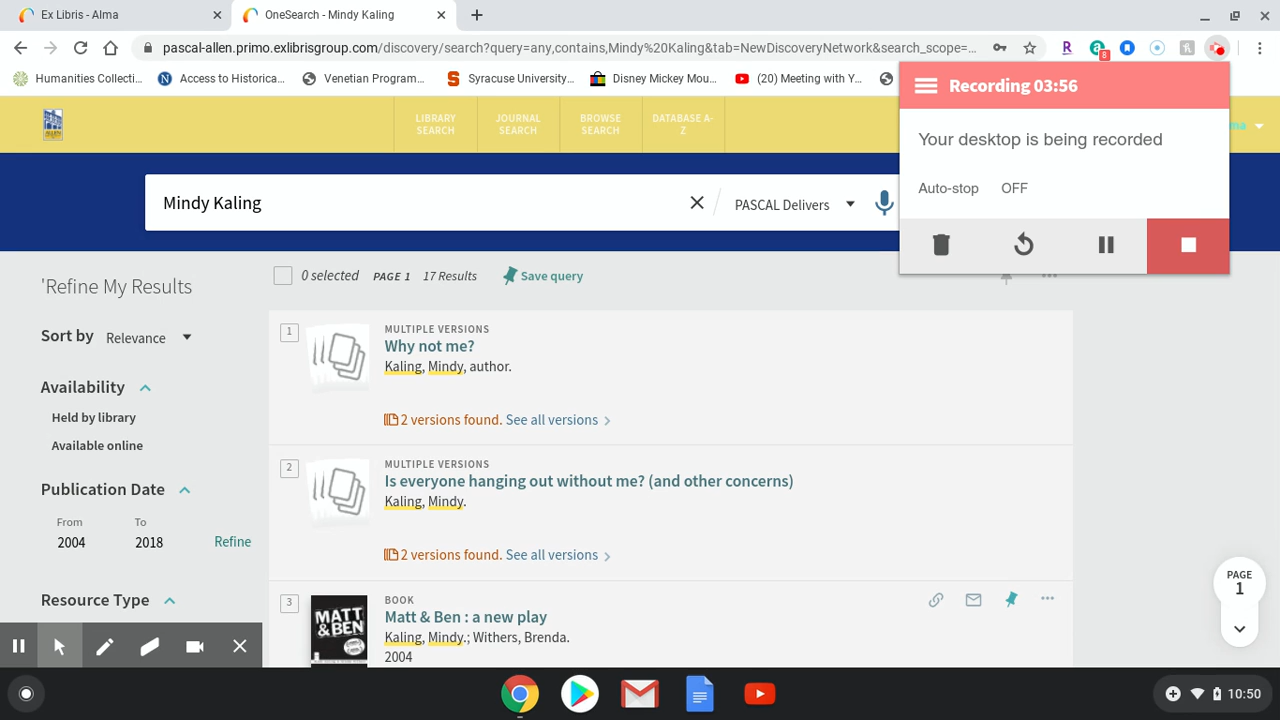 Ex Libris - Alma
OneSearch - Mindy Kaling
pascal-allen.primo.exlibrisgroup.com/discovery/search?query=any,contains,Mindy%20Kaling&tab=NewDiscoveryNetwork&search_scope=...
8
Humanities Collecti...
Access to Historica...
Venetian Program...
Syracuse University...
Disney Mickey Mou...
(20) Meeting with Y...
Recording 03:56
Your desktop is being recorded
Auto-stop OFF
LIBRARY
SEARCH
JOURNAL
SEARCH
BROWSE
SEARCH
DATABASE A-
Z
Mindy Kaling
PASCAL Delivers
'Refine My Results
0 selected PAGE 1 17 Results Save query
Sort by Relevance
Availability
Held by library
Available online
Publication Date
From To
2004 2018 Refine
Resource Type
1
MULTIPLE VERSIONS
Why not me?
Kaling, Mindy, author.
2 versions found. See all versions
2
MULTIPLE VERSIONS
Is everyone hanging out without me? (and other concerns)
Kaling, Mindy.
2 versions found. See all versions
3
MATT
&BEN
BOOK
Matt & Ben : a new play
Kaling, Mindy.; Withers, Brenda.
2004
PAGE
1
10:50